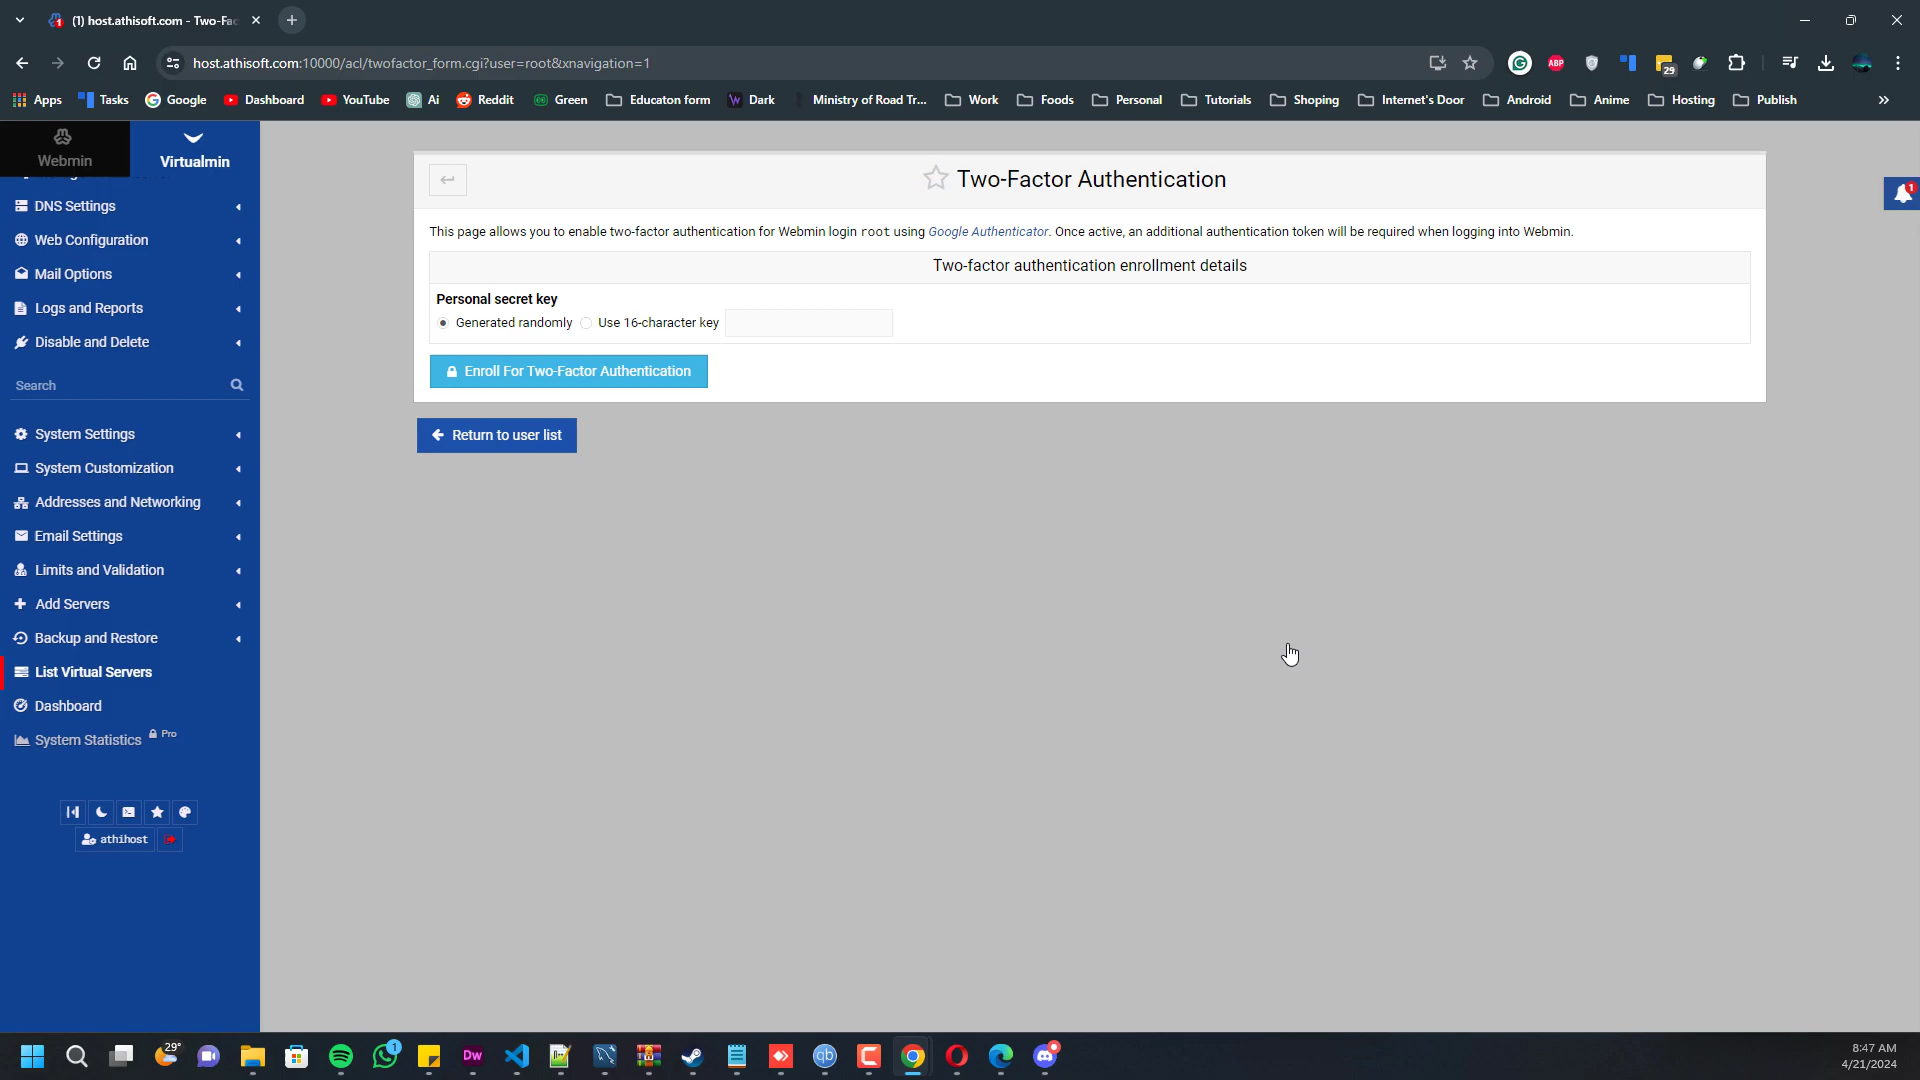 (1) host.athisoft.com - Two-Fac
host.athisoft.com:10000/acl/twofactor_form.cgi?user=root&xnavigation=1
ABP
29
Apps
Tasks
Google
Dashboard
YouTube
Ai
Reddit
Green
Educaton form
Dark
Ministry of Road Tr...
Work
Foods
Personal
Tutorials
Shoping
Internet's Door
Android
Anime
Hosting
Publish
»
Webmin
Virtualmin
DNS Settings
Web Configuration
Mail Options
Logs and Reports
Disable and Delete
Search
System Settings
System Customization
Addresses and Networking
Email Settings
Limits and Validation
Add Servers
Backup and Restore
List Virtual Servers
Dashboard
System Statistics Pro
athihost
Two-Factor Authentication
1
This page allows you to enable two-factor authentication for Webmin login root using Google Authenticator. Once active, an additional authentication token will be required when logging into Webmin.
Two-factor authentication enrollment details
Personal secret key
Generated randomly Use 16-character key
Enroll For Two-Factor Authentication
Return to user list
29°
1
Dw
qb
8:47 AM
4/21/2024